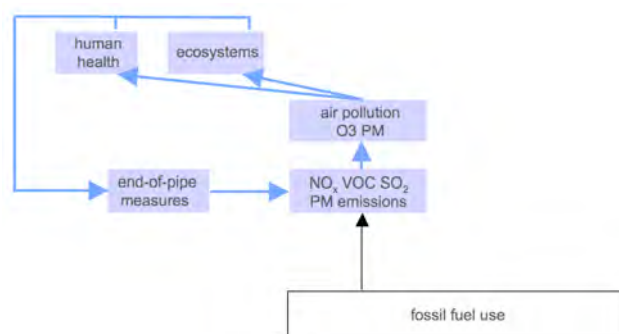 human
health
ecosystems
air pollution
O3 PM
end-of-pipe
measures
NOₓ VOC SO₂
PM emissions
fossil fuel use